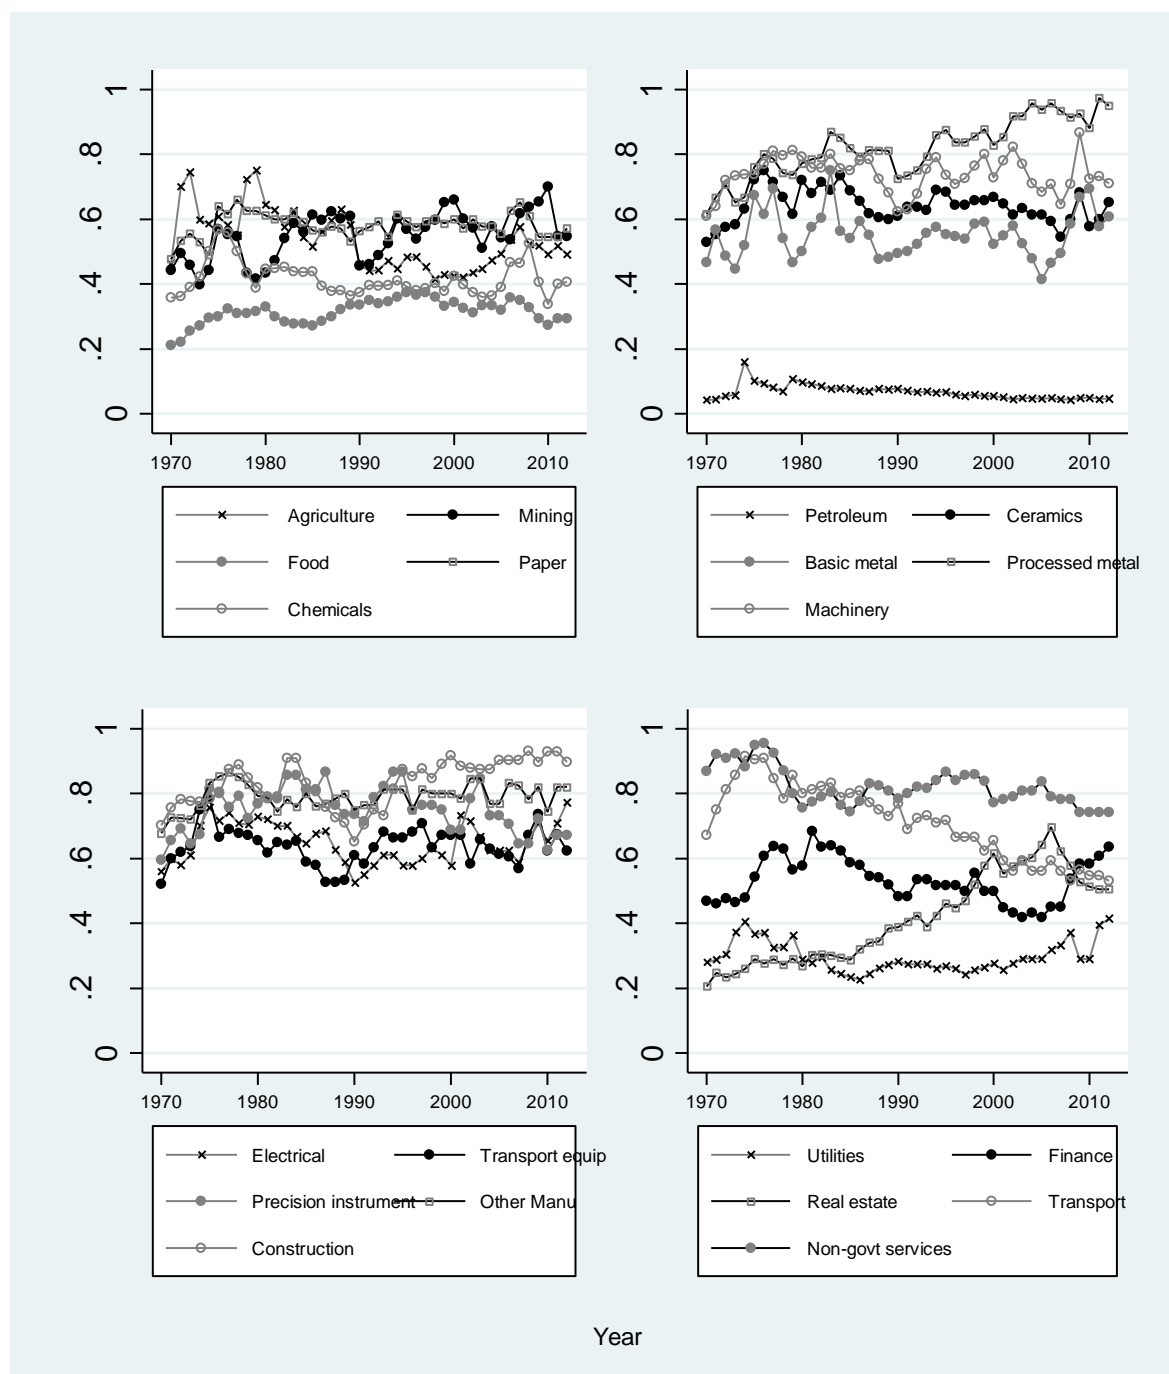 1
.8
.6
.4
.2
0
1970 1980 1990 2000 2010
Agriculture Mining
Food Paper
Chemicals
1
.8
.6
.4
.2
0
1970 1980 1990 2000 2010
Petroleum Ceramics
Basic metal Processed metal
Machinery
1
.8
.6
.4
.2
0
1970 1980 1990 2000 2010
Electrical Transport equip
Precision instrument Other Manu
Construction
1
.8
.6
.4
.2
0
1970 1980 1990 2000 2010
Utilities Finance
Real estate Transport
Non-govt services
Year